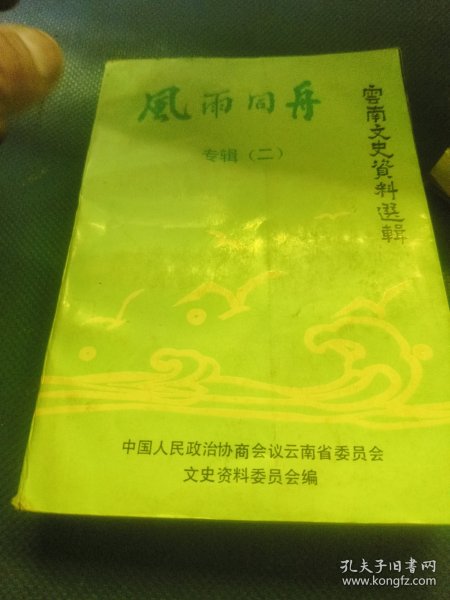 風雨同舟
专辑（二）
雲南文史資料選輯
中国人民政治协商会议云南省委员会
文史资料委员会编
孔夫子旧书网
www.kongfz.com